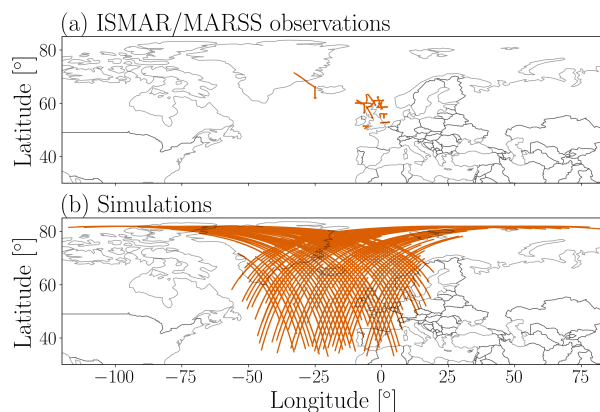 (a) ISMAR/MARSS observations
80
60
40
Latitude [°]
(b) Simulations
80
60
40
Latitude [°]
−100 −75 −50 −25 0 25 50 75
Longitude [°]